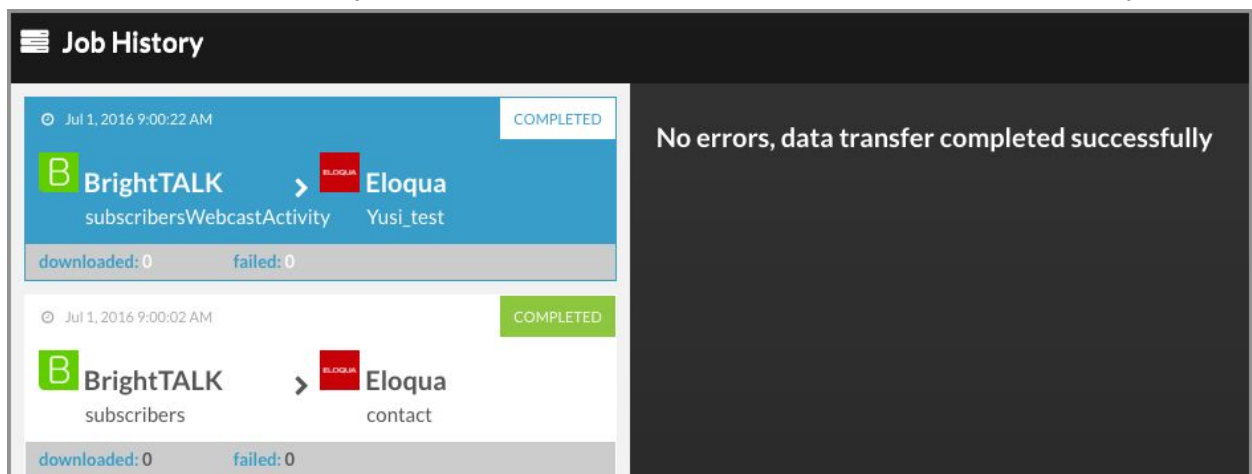 Job History
Jul 1, 2016 9:00:22 AM COMPLETED
B BrightTALK > ELOQUA Eloqua
subscribersWebcastActivity Yusi_test
downloaded: 0 failed: 0
Jul 1, 2016 9:00:02 AM COMPLETED
B BrightTALK > ELOQUA Eloqua
subscribers contact
downloaded: 0 failed: 0
No errors, data transfer completed successfully